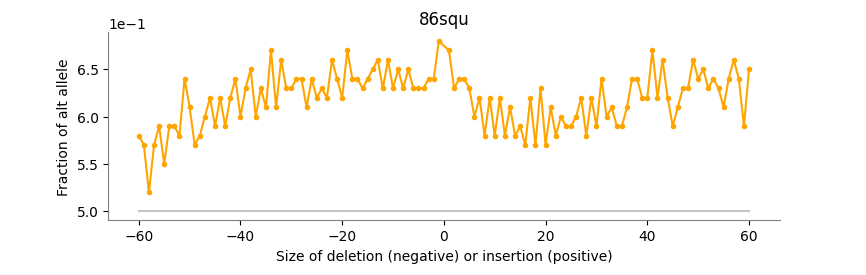 86squ
1e−1
Fraction of alt allele
6.5
6.0
5.5
5.0
−60 −40 −20 0 20 40 60
Size of deletion (negative) or insertion (positive)